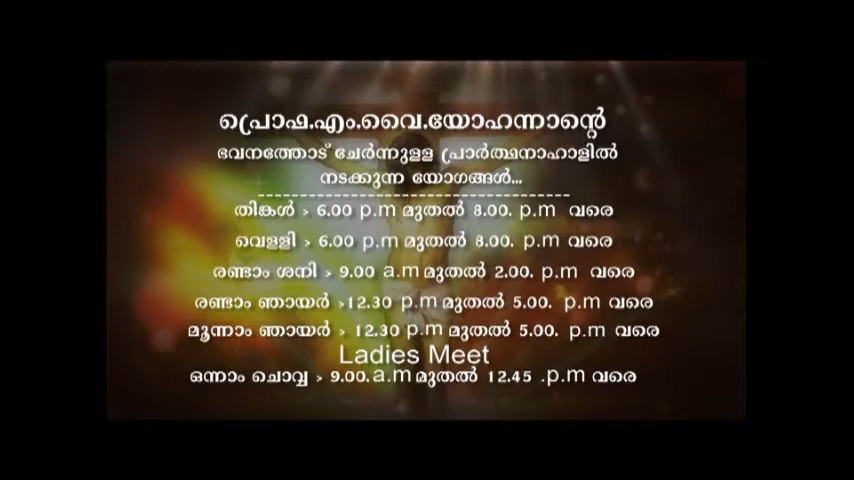 പ്രൊഫ.എം.വൈ.യോഹന്നാന്റെ
ഭവനത്തോട് ചേർന്നുളള പ്രാർത്ഥനാഹാളിൽ
നടക്കുന്ന യോഗങ്ങൾ...
തിങ്കൾ > 6.00 p.m മുതൽ 8.00. p.m വരെ
വെളളി > 6.00 p.m മുതൽ 8.00. p.m വരെ
രണ്ടാം ശനി > 9.00 a.m മുതൽ 2.00. p.m വരെ
രണ്ടാം ഞായർ >12.30 p.m മുതൽ 5.00. p.m വരെ
മൂന്നാം ഞായർ > 12.30 p.m മുതൽ 5.00. p.m വരെ
Ladies Meet
ഒന്നാം ചൊവ്വ > 9.00. a.m മുതൽ 12.45 .p.m വരെ